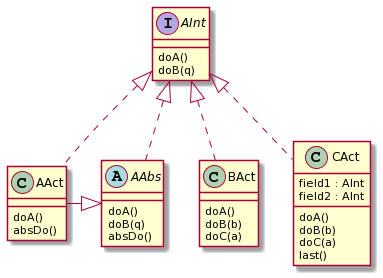 I AInt
doA()
doB(q)
C AAct
doA()
absDo()
A AAbs
doA()
doB(q)
absDo()
C BAct
doA()
doB(b)
doC(a)
C CAct
field1 : AInt
field2 : AInt
doA()
doB(b)
doC(a)
last()